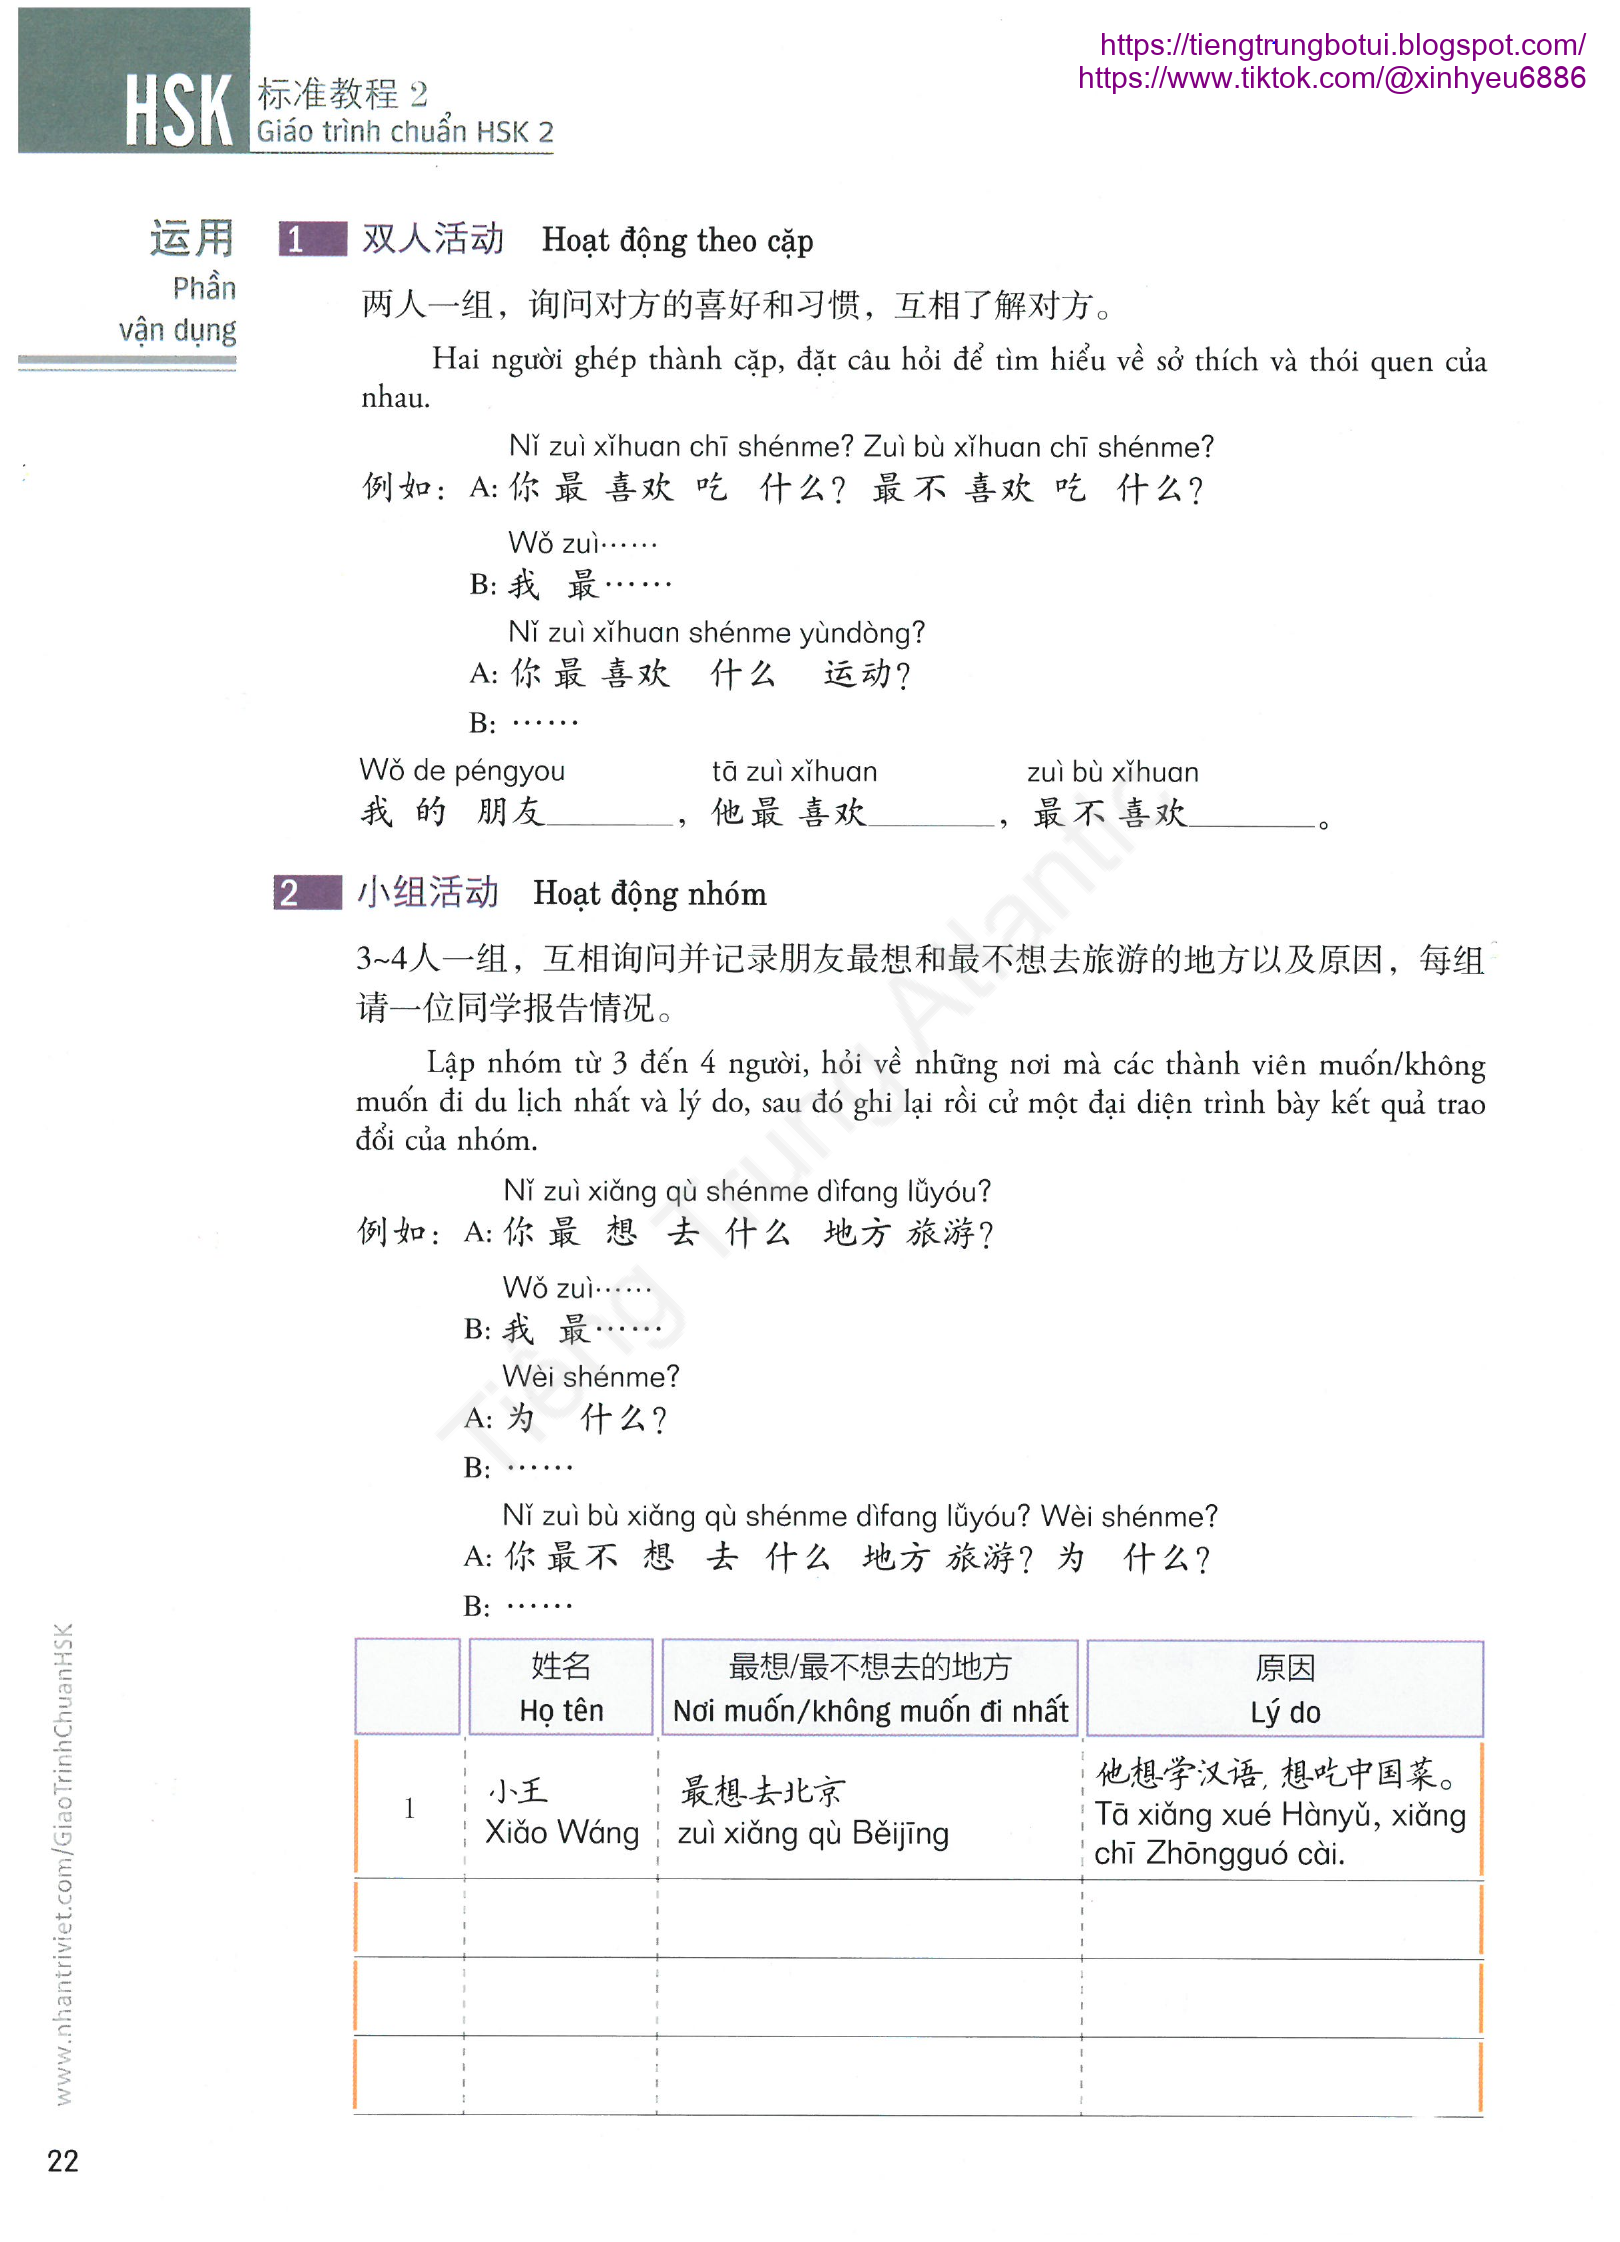 https://tiengtrungbotui.blogspot.com/
https://www.tiktok.com/@xinhyeu6886
HSK 标准教程 2
Giáo trình chuẩn HSK 2
运用
Phần
vận dụng
1 双人活动 Hoạt động theo cặp
两人一组，询问对方的喜好和习惯，互相了解对方。
Hai người ghép thành cặp, đặt câu hỏi để tìm hiểu về sở thích và thói quen của
nhau.
Nǐ zuì xǐhuan chī shénme? Zuì bù xǐhuan chī shénme?
例如： A: 你最喜欢吃什么？最不喜欢吃什么？
Wǒ zuì……
B: 我最……
Nǐ zuì xǐhuan shénme yùndòng?
A: 你最喜欢什么运动？
B: ……
Wǒ de péngyou tā zuì xǐhuan zuì bù xǐhuan
我的朋友________，他最喜欢________，最不喜欢________。
2 小组活动 Hoạt động nhóm
3~4人一组，互相询问并记录朋友最想和最不想去旅游的地方以及原因，每组
请一位同学报告情况。
Lập nhóm từ 3 đến 4 người, hỏi về những nơi mà các thành viên muốn/không
muốn đi du lịch nhất và lý do, sau đó ghi lại rồi cử một đại diện trình bày kết quả trao
đổi của nhóm.
Nǐ zuì xiǎng qù shénme dìfang lǚyóu?
例如： A: 你最想去什么地方旅游？
Wǒ zuì……
B: 我最……
Wèi shénme?
A: 为什么？
B: ……
Nǐ zuì bù xiǎng qù shénme dìfang lǚyóu? Wèi shénme?
A: 你最不想去什么地方旅游？为什么？
B: ……
姓名 最想/最不想去的地方 原因
Họ tên Nơi muốn/không muốn đi nhất Lý do
1 小王 最想去北京 他想学汉语，想吃中国菜。
Xiǎo Wáng zuì xiǎng qù Běijīng Tā xiǎng xué Hànyǔ, xiǎng
chī Zhōngguó cài.
Tiếng Trung Atlantic
www.nhantriviet.com/GiaoTrinhChuanHSK
22